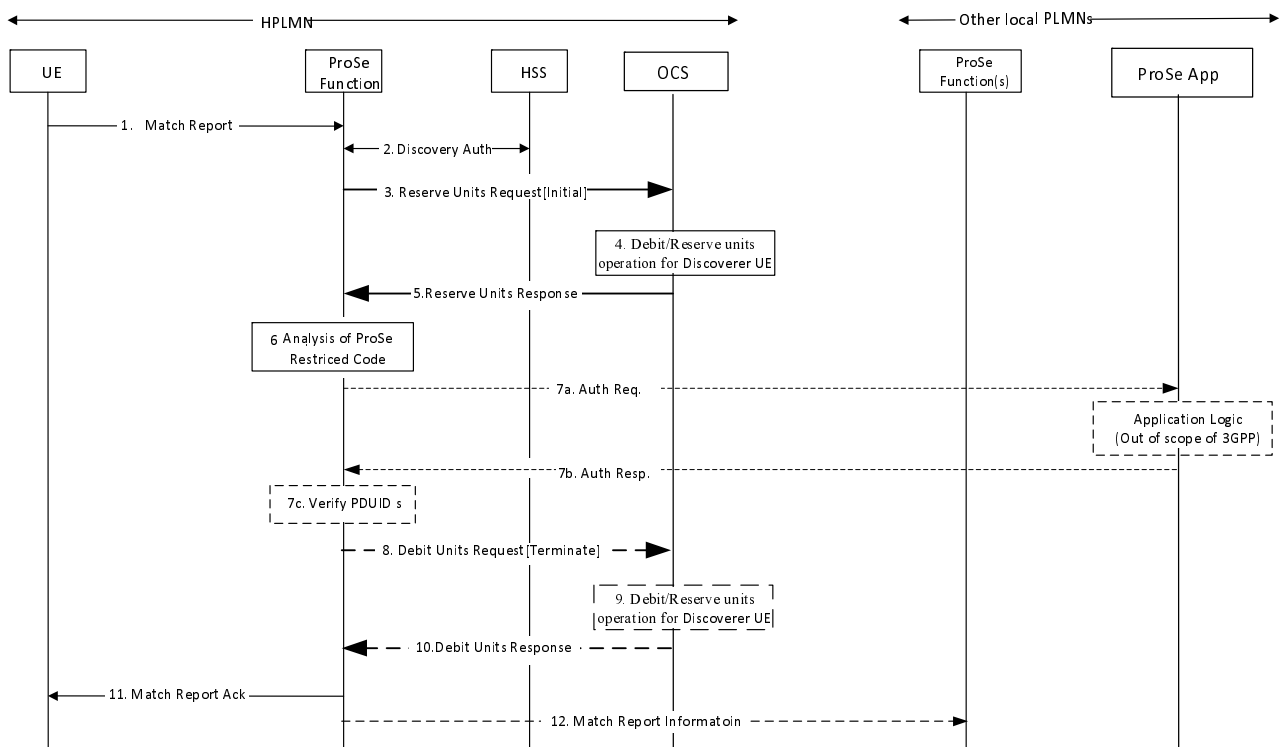 HPLMN
Other local PLMNs
UE
ProSe
Function
HSS
OCS
ProSe
Function(s)
ProSe App
1. Match Report
2. Discovery Auth
3. Reserve Units Request[Initial]
4. Debit/Reserve units
operation for Discoverer UE
5.Reserve Units Response
6 Analysis of ProSe
Restriced Code
7a. Auth Req.
Application Logic
(Out of scope of 3GPP)
7b. Auth Resp.
7c. Verify PDUID s
8. Debit Units Request[Terminate]
9. Debit/Reserve units
operation for Discoverer UE
10.Debit Units Response
11. Match Report Ack
12. Match Report Informatoin